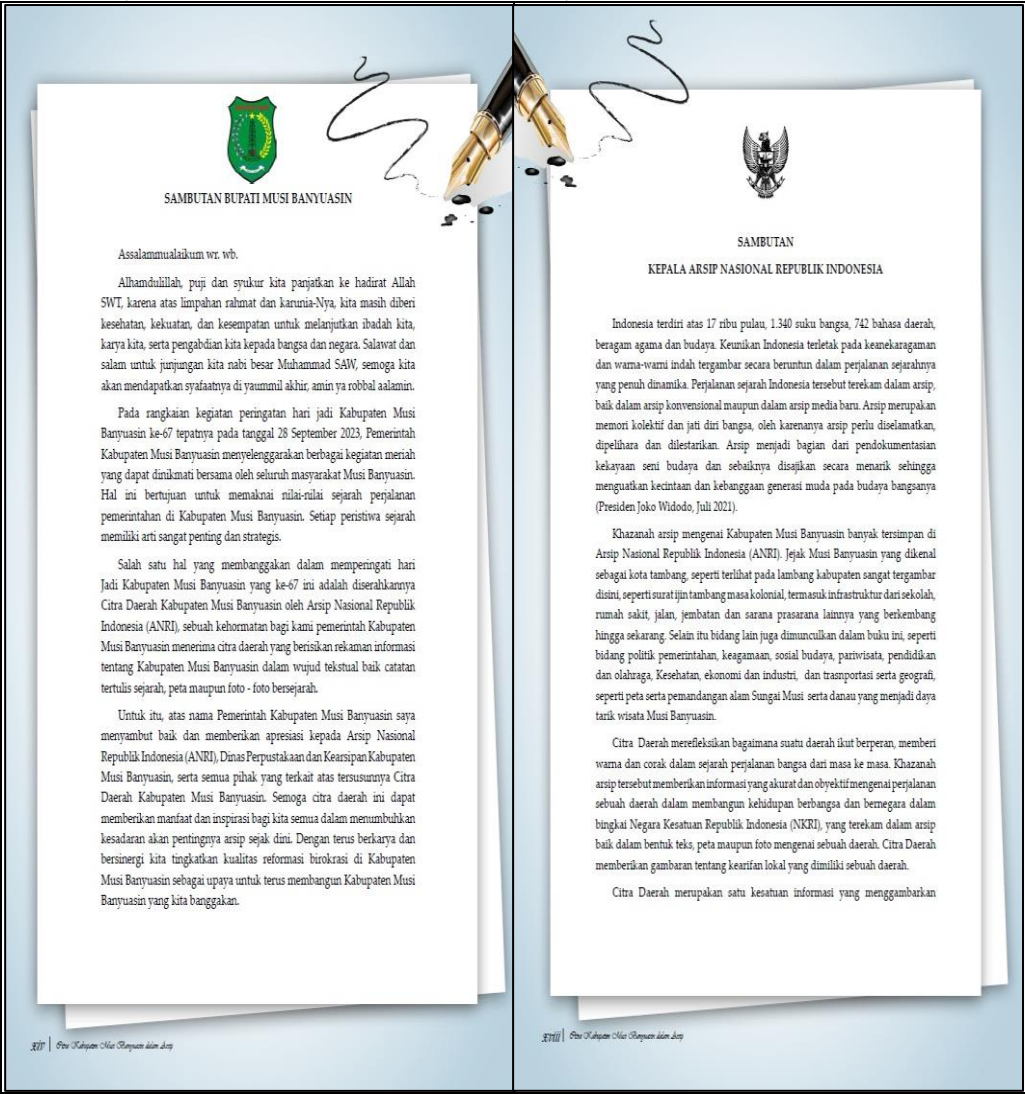 SAMBUTAN BUPATI MUSI BANYUASIN
Assalammualaikum wr. wb.
Alhamdulillah, puji dan syukur kita panjatkan ke hadirat Allah
SWT, karena atas limpahan rahmat dan karunia-Nya, kita masih diberi
kesehatan, kekuatan, dan kesempatan untuk melanjutkan ibadah kita,
karya kita, serta pengabdian kita kepada bangsa dan negara. Salawat dan
salam untuk junjungan kita nabi besar Muhammad SAW, semoga kita
akan mendapatkan syafaatnya di yaummil akhir, amin ya robbal aalamin.
Pada rangkaian kegiatan peringatan hari jadi Kabupaten Musi
Banyuasin ke-67 tepatnya pada tanggal 28 September 2023, Pemerintah
Kabupaten Musi Banyuasin menyelenggarakan berbagai kegiatan meriah
yang dapat dinikmati bersama oleh seluruh masyarakat Musi Banyuasin.
Hal ini bertujuan untuk memaknai nilai-nilai sejarah perjalanan
pemerintahan di Kabupaten Musi Banyuasin. Setiap peristiwa sejarah
memiliki arti sangat penting dan strategis.
Salah satu hal yang membanggakan dalam memperingati hari
Jadi Kabupaten Musi Banyuasin yang ke-67 ini adalah diserahkannya
Citra Daerah Kabupaten Musi Banyuasin oleh Arsip Nasional Republik
Indonesia (ANRI), sebuah kehormatan bagi kami pemerintah Kabupaten
Musi Banyuasin menerima citra daerah yang berisikan rekaman informasi
tentang Kabupaten Musi Banyuasin dalam wujud tekstual baik catatan
tertulis sejarah, peta maupun foto - foto bersejarah.
Untuk itu, atas nama Pemerintah Kabupaten Musi Banyuasin saya
menyambut baik dan memberikan apresiasi kepada Arsip Nasional
Republik Indonesia (ANRI), Dinas Perpustakaan dan Kearsipan Kabupaten
Musi Banyuasin, serta semua pihak yang terkait atas tersusunnya Citra
Daerah Kabupaten Musi Banyuasin. Semoga citra daerah ini dapat
memberikan manfaat dan inspirasi bagi kita semua dalam menumbuhkan
kesadaran akan pentingnya arsip sejak dini. Dengan terus berkarya dan
bersinergi kita tingkatkan kualitas reformasi birokrasi di Kabupaten
Musi Banyuasin sebagai upaya untuk terus membangun Kabupaten Musi
Banyuasin yang kita banggakan.
xiv | Citra Kabupaten Musi Banyuasin dalam Arsip
SAMBUTAN
KEPALA ARSIP NASIONAL REPUBLIK INDONESIA
Indonesia terdiri atas 17 ribu pulau, 1.340 suku bangsa, 742 bahasa daerah,
beragam agama dan budaya. Keunikan Indonesia terletak pada keanekaragaman
dan warna-warni indah tergambar secara beruntun dalam perjalanan sejarahnya
yang penuh dinamika. Perjalanan sejarah Indonesia tersebut terekam dalam arsip,
baik dalam arsip konvensional maupun dalam arsip media baru. Arsip merupakan
memori kolektif dan jati diri bangsa, oleh karenanya arsip perlu diselamatkan,
dipelihara dan dilestarikan. Arsip menjadi bagian dari pendokumentasian
kekayaan seni budaya dan sebaiknya disajikan secara menarik sehingga
menguatkan kecintaan dan kebanggaan generasi muda pada budaya bangsanya
(Presiden Joko Widodo, Juli 2021).
Khazanah arsip mengenai Kabupaten Musi Banyuasin banyak tersimpan di
Arsip Nasional Republik Indonesia (ANRI). Jejak Musi Banyuasin yang dikenal
sebagai kota tambang, seperti terlihat pada lambang kabupaten sangat tergambar
disini, seperti surat ijin tambang masa kolonial, termasuk infrastruktur dari sekolah,
rumah sakit, jalan, jembatan dan sarana prasarana lainnya yang berkembang
hingga sekarang. Selain itu bidang lain juga dimunculkan dalam buku ini, seperti
bidang politik pemerintahan, keagamaan, sosial budaya, pariwisata, pendidikan
dan olahraga, Kesehatan, ekonomi dan industri, dan trasnportasi serta geografi,
seperti peta serta pemandangan alam Sungai Musi serta danau yang menjadi daya
tarik wisata Musi Banyuasin.
Citra Daerah merefleksikan bagaimana suatu daerah ikut berperan, memberi
warna dan corak dalam sejarah perjalanan bangsa dari masa ke masa. Khazanah
arsip tersebut memberikan informasi yang akurat dan obyektif mengenai perjalanan
sebuah daerah dalam membangun kehidupan berbangsa dan bernegara dalam
bingkai Negara Kesatuan Republik Indonesia (NKRI), yang terekam dalam arsip
baik dalam bentuk teks, peta maupun foto mengenai sebuah daerah. Citra Daerah
memberikan gambaran tentang kearifan lokal yang dimiliki sebuah daerah.
Citra Daerah merupakan satu kesatuan informasi yang menggambarkan
xviii | Citra Kabupaten Musi Banyuasin dalam Arsip